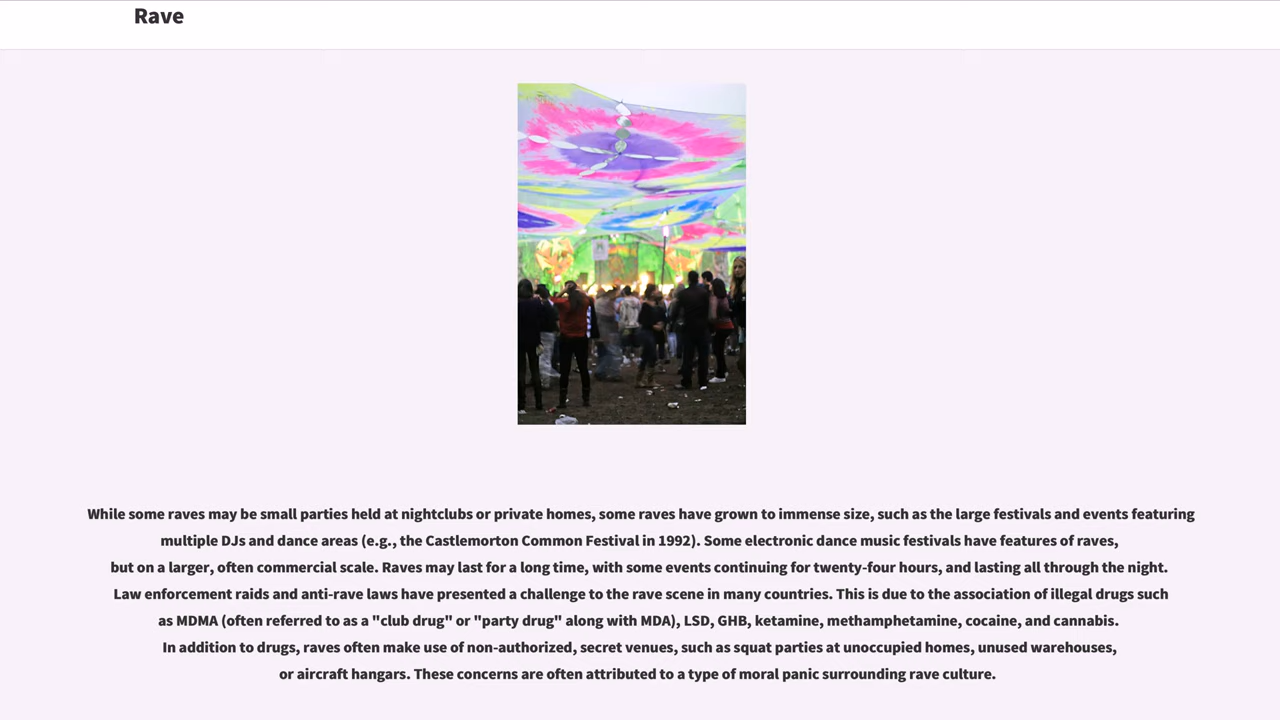 Rave
While some raves may be small parties held at nightclubs or private homes, some raves have grown to immense size, such as the large festivals and events featuring
multiple DJs and dance areas (e.g., the Castlemorton Common Festival in 1992). Some electronic dance music festivals have features of raves,
but on a larger, often commercial scale. Raves may last for a long time, with some events continuing for twenty-four hours, and lasting all through the night.
Law enforcement raids and anti-rave laws have presented a challenge to the rave scene in many countries. This is due to the association of illegal drugs such
as MDMA (often referred to as a "club drug" or "party drug" along with MDA), LSD, GHB, ketamine, methamphetamine, cocaine, and cannabis.
In addition to drugs, raves often make use of non-authorized, secret venues, such as squat parties at unoccupied homes, unused warehouses,
or aircraft hangars. These concerns are often attributed to a type of moral panic surrounding rave culture.